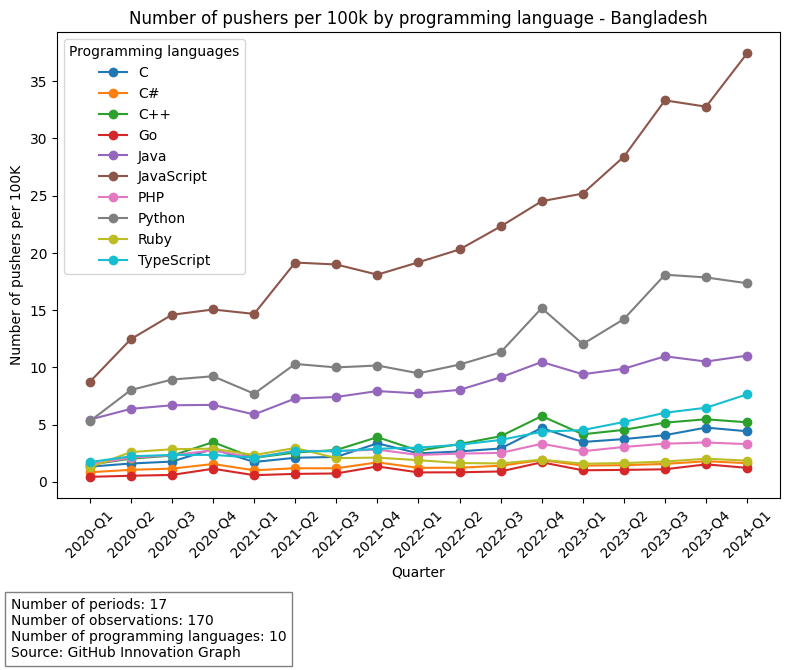 Number of pushers per 100k by programming language - Bangladesh
Number of pushers per 100K
35
30
25
20
15
10
5
0
Programming languages
C
C#
C++
Go
Java
JavaScript
PHP
Python
Ruby
TypeScript
2020-Q1
2020-Q2
2020-Q3
2020-Q4
2021-Q1
2021-Q2
2021-Q3
2021-Q4
2022-Q1
2022-Q2
2022-Q3
2022-Q4
2023-Q1
2023-Q2
2023-Q3
2023-Q4
2024-Q1
Quarter
Number of periods: 17
Number of observations: 170
Number of programming languages: 10
Source: GitHub Innovation Graph